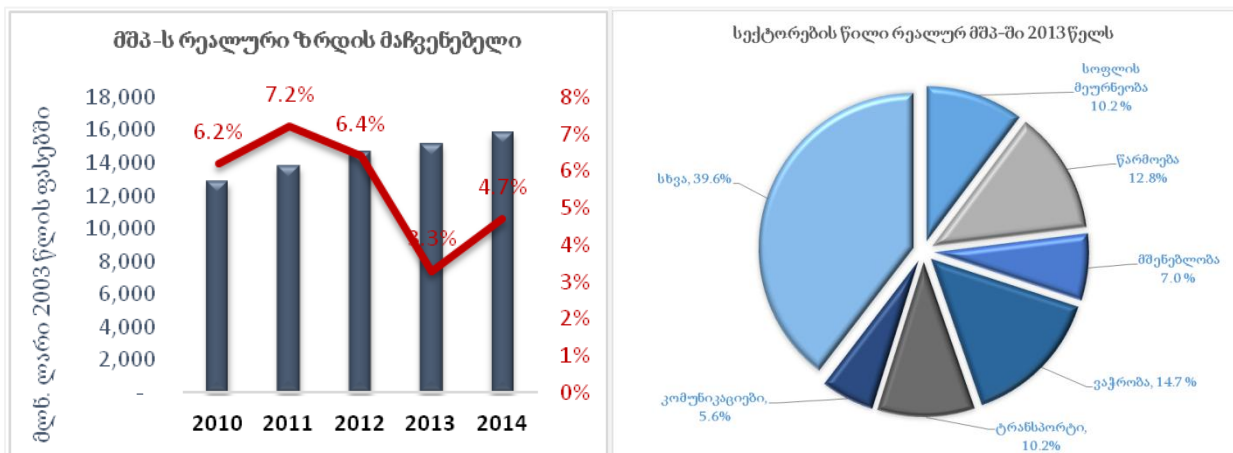 მშპ-ს რეალური ზრდის მაჩვენებელი
მლნ. ლარი 2003 წლის ფასებში
18,000
16,000
14,000
12,000
10,000
8,000
6,000
4,000
2,000
-
6.2%
7.2%
6.4%
3.3%
4.7%
8%
7%
6%
5%
4%
3%
2%
1%
0%
2010 2011 2012 2013 2014
სექტორების წილი რეალურ მშპ-ში 2013 წელს
სოფლის
მეურნეობა
10.2%
წარმოება
12.8%
მშენებლობა
7.0%
ვაჭრობა, 14.7%
ტრანსპორტი,
10.2%
კომუნიკაციები,
5.6%
სხვა, 39.6%